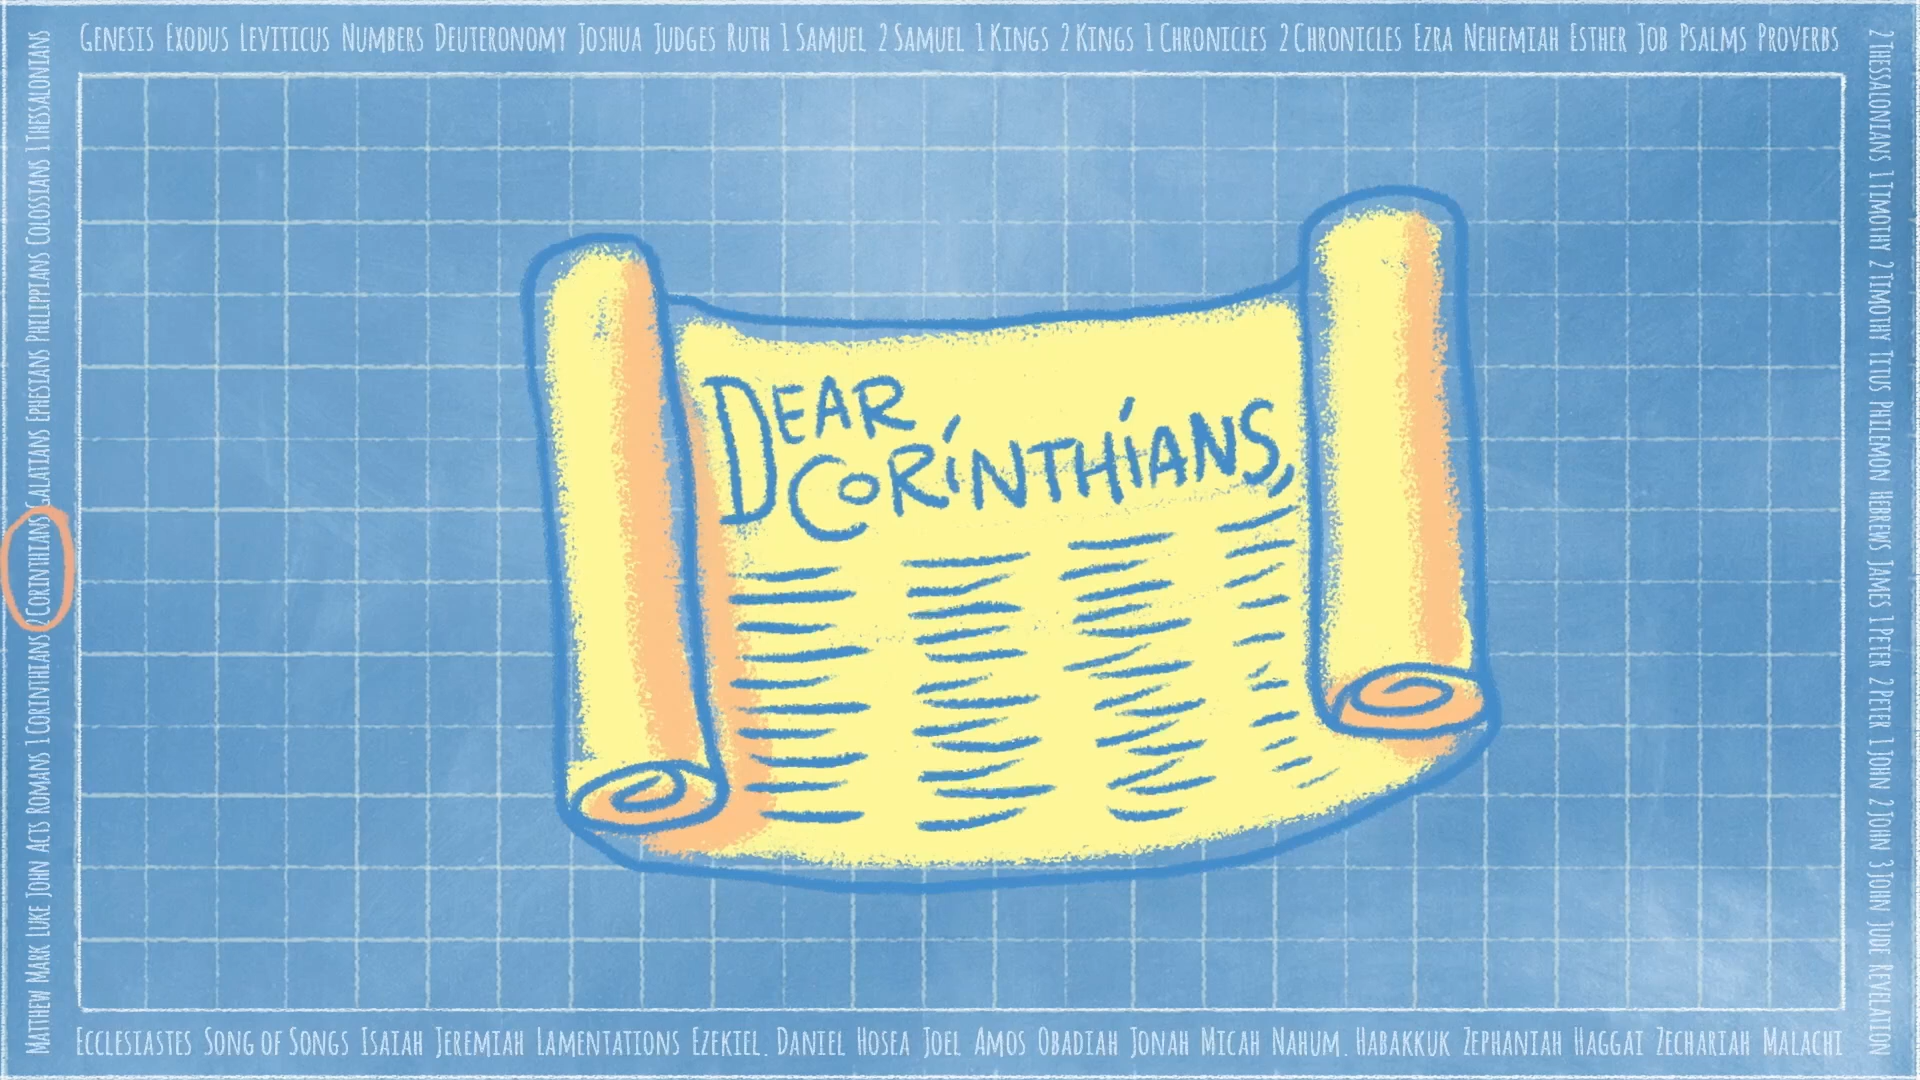 Genesis Exodus Leviticus Numbers Deuteronomy Joshua Judges Ruth 1 Samuel 2 Samuel 1 Kings 2 Kings 1 Chronicles 2 Chronicles Ezra Nehemiah Esther Job Psalms Proverbs
Dear
Corinthians,
Ecclesiastes Song of Songs Isaiah Jeremiah Lamentations Ezekiel. Daniel Hosea Joel Amos Obadiah Jonah Micah Nahum. Habakkuk Zephaniah Haggai Zechariah Malachi
Matthew Mark Luke John Acts Romans 1 Corinthians 2 Corinthians Galatians Ephesians Philippians Colossians 1 Thessalonians
2 Thessalonians 1 Timothy 2 Timothy Titus Philemon Hebrews James 1 Peter 2 Peter 1 John 2 John 3 John Jude Revelation